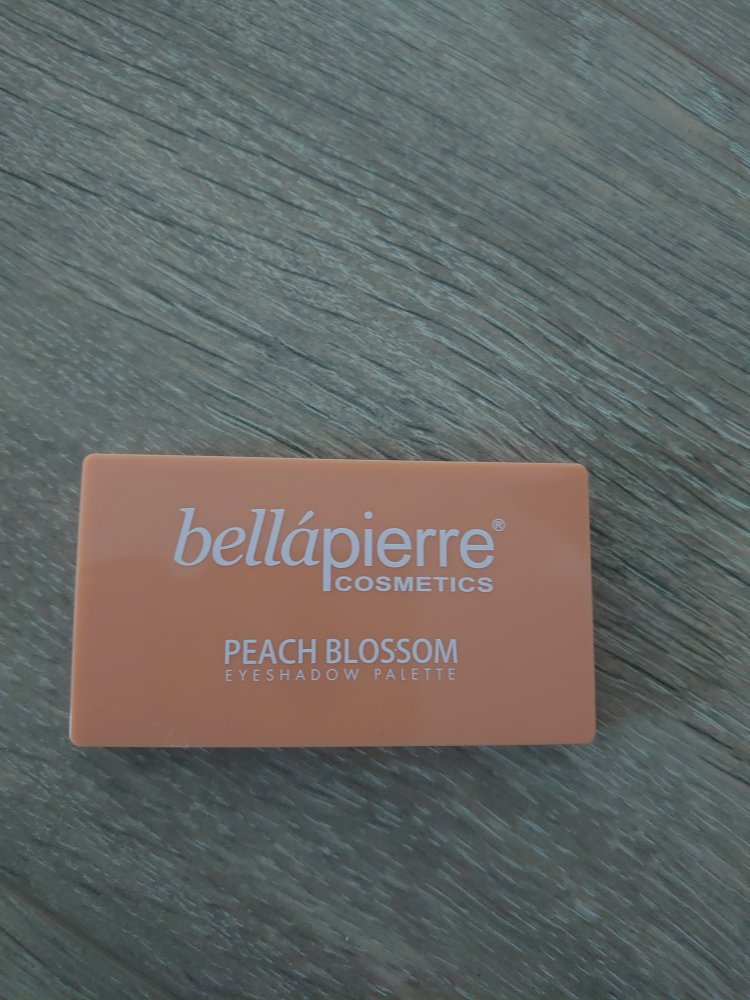 bellápierre®
COSMETICS
PEACH BLOSSOM
EYESHADOW PALETTE